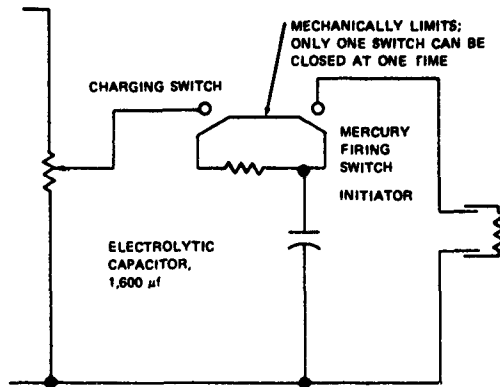 MECHANICALLY LIMITS;
ONLY ONE SWITCH CAN BE
CLOSED AT ONE TIME
CHARGING SWITCH
MERCURY
FIRING
SWITCH
INITIATOR
ELECTROLYTIC
CAPACITOR,
1,600 μf